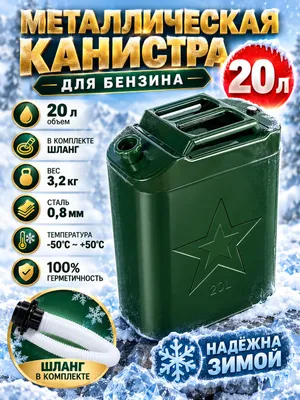 МЕТАЛЛИЧЕСКАЯ
КАНИСТРА
ДЛЯ БЕНЗИНА
20 л
20 л
объем
В КОМПЛЕКТЕ
ШЛАНГ
ВЕС
3,2 кг
СТАЛЬ
0,8 мм
ТЕМПЕРАТУРА
-50°C ~ +50°C
100%
ГЕРМЕТИЧНОСТЬ
20L
ШЛАНГ
В КОМПЛЕКТЕ
НАДЁЖНА
ЗИМОЙ